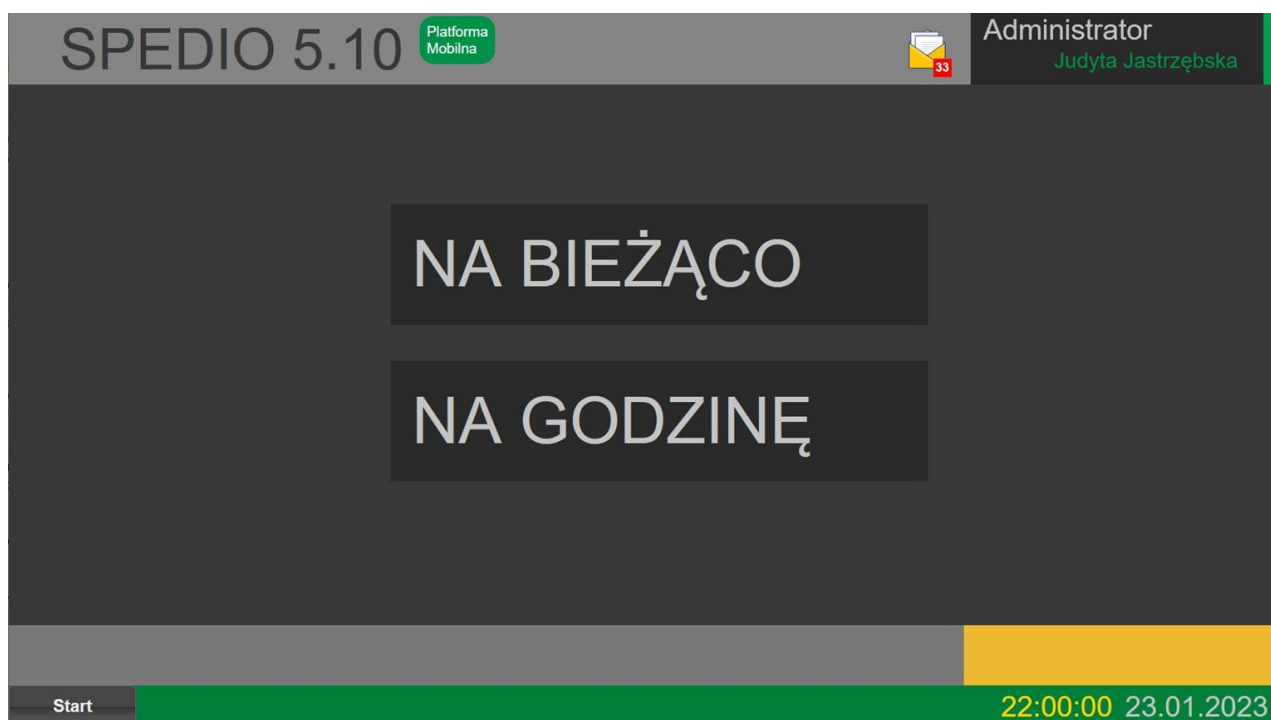 SPEDIO 5.10
Platforma
Mobilna
33
Administrator
Judyta Jastrzębska
NA BIEŻĄCO
NA GODZINĘ
Start
22:00:00 23.01.2023